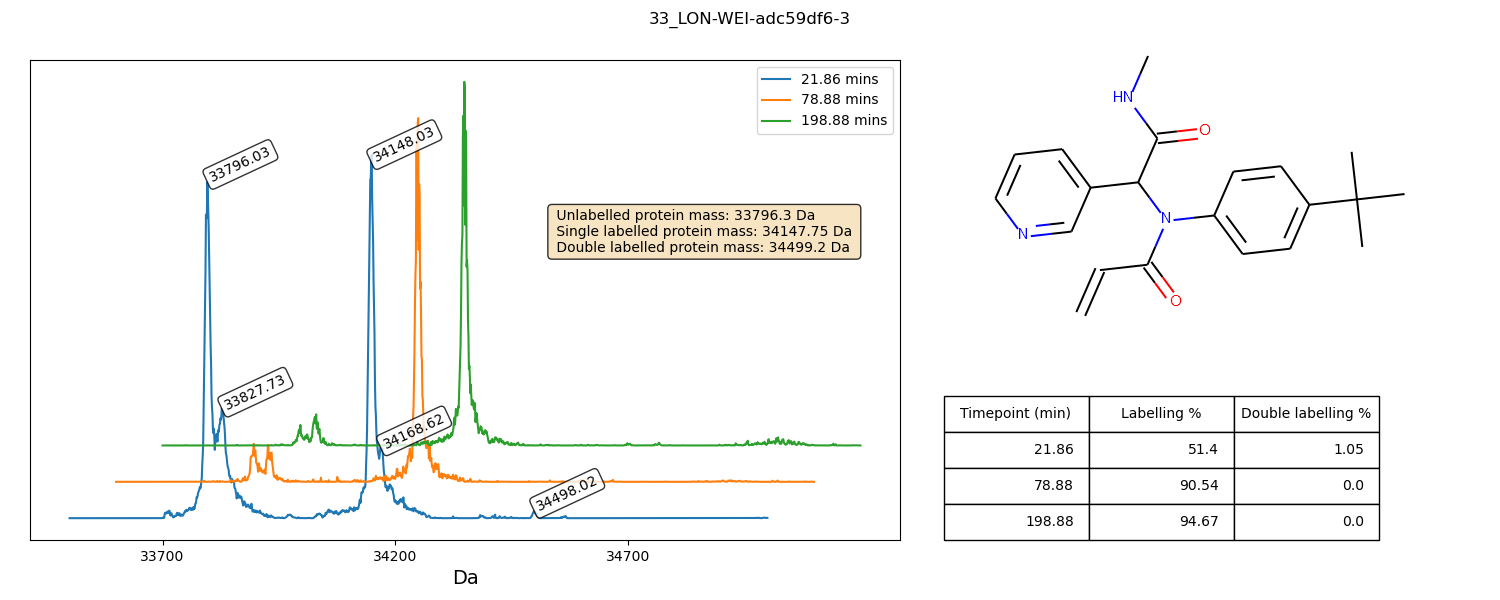 33_LON-WEI-adc59df6-3
21.86 mins
78.88 mins
198.88 mins
33796.03
34148.03
Unlabelled protein mass: 33796.3 Da
Single labelled protein mass: 34147.75 Da
Double labelled protein mass: 34499.2 Da
33827.73
34168.62
34498.02
33700 34200 34700
Da
HN
O
N
N
O
Timepoint (min) Labelling % Double labelling %
21.86 51.4 1.05
78.88 90.54 0.0
198.88 94.67 0.0